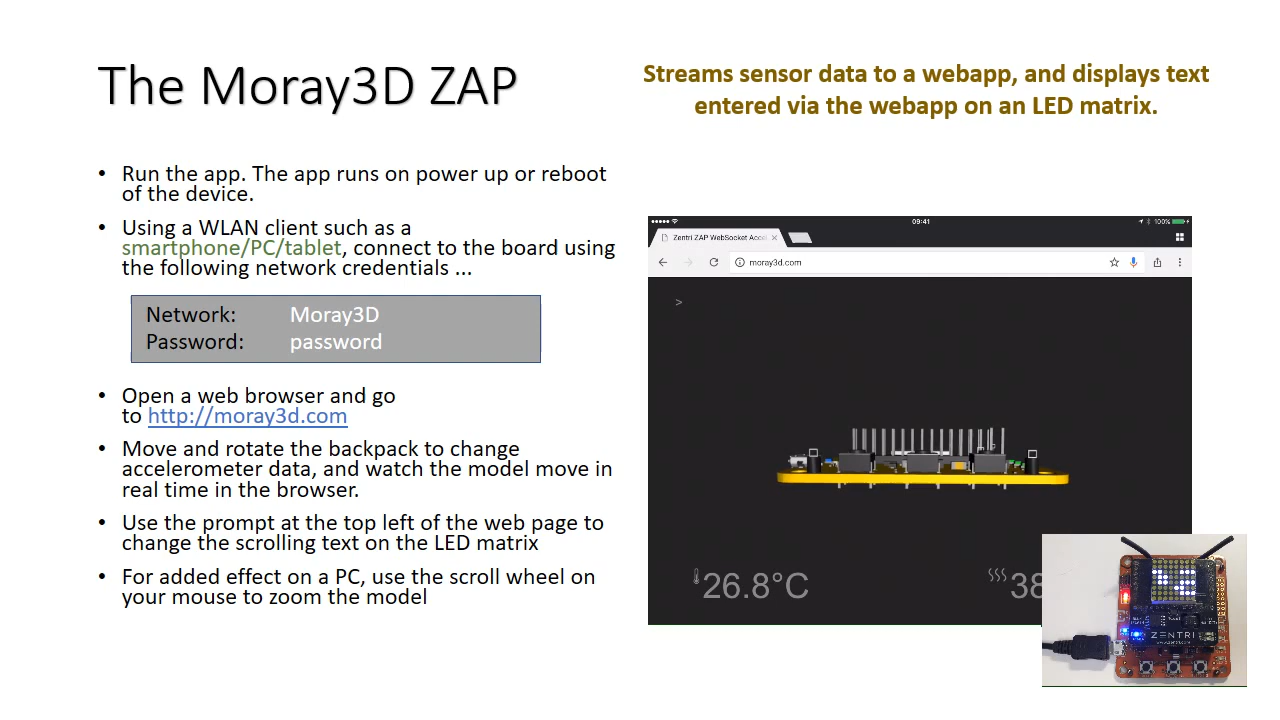 The Moray3D ZAP
Streams sensor data to a webapp, and displays text
entered via the webapp on an LED matrix.
• Run the app. The app runs on power up or reboot
of the device.
• Using a WLAN client such as a
smartphone/PC/tablet, connect to the board using
the following network credentials ...
Network: Moray3D
Password: password
• Open a web browser and go
to http://moray3d.com
• Move and rotate the backpack to change
accelerometer data, and watch the model move in
real time in the browser.
• Use the prompt at the top left of the web page to
change the scrolling text on the LED matrix
• For added effect on a PC, use the scroll wheel on
your mouse to zoom the model
09:41
100%
Zentri ZAP WebSocket Accel
moray3d.com
>
26.8°C
38
ZENTRI